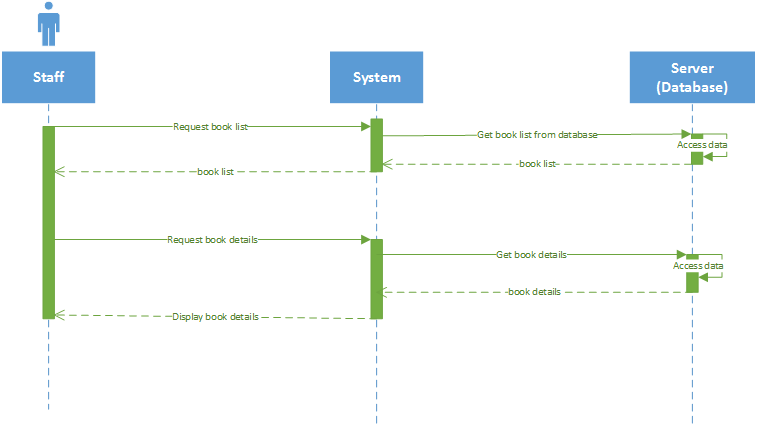 Staff
System
Server
(Database)
Request book list
Get book list from database
Access data
book list
book list
Request book details
Get book details
Access data
book details
Display book details